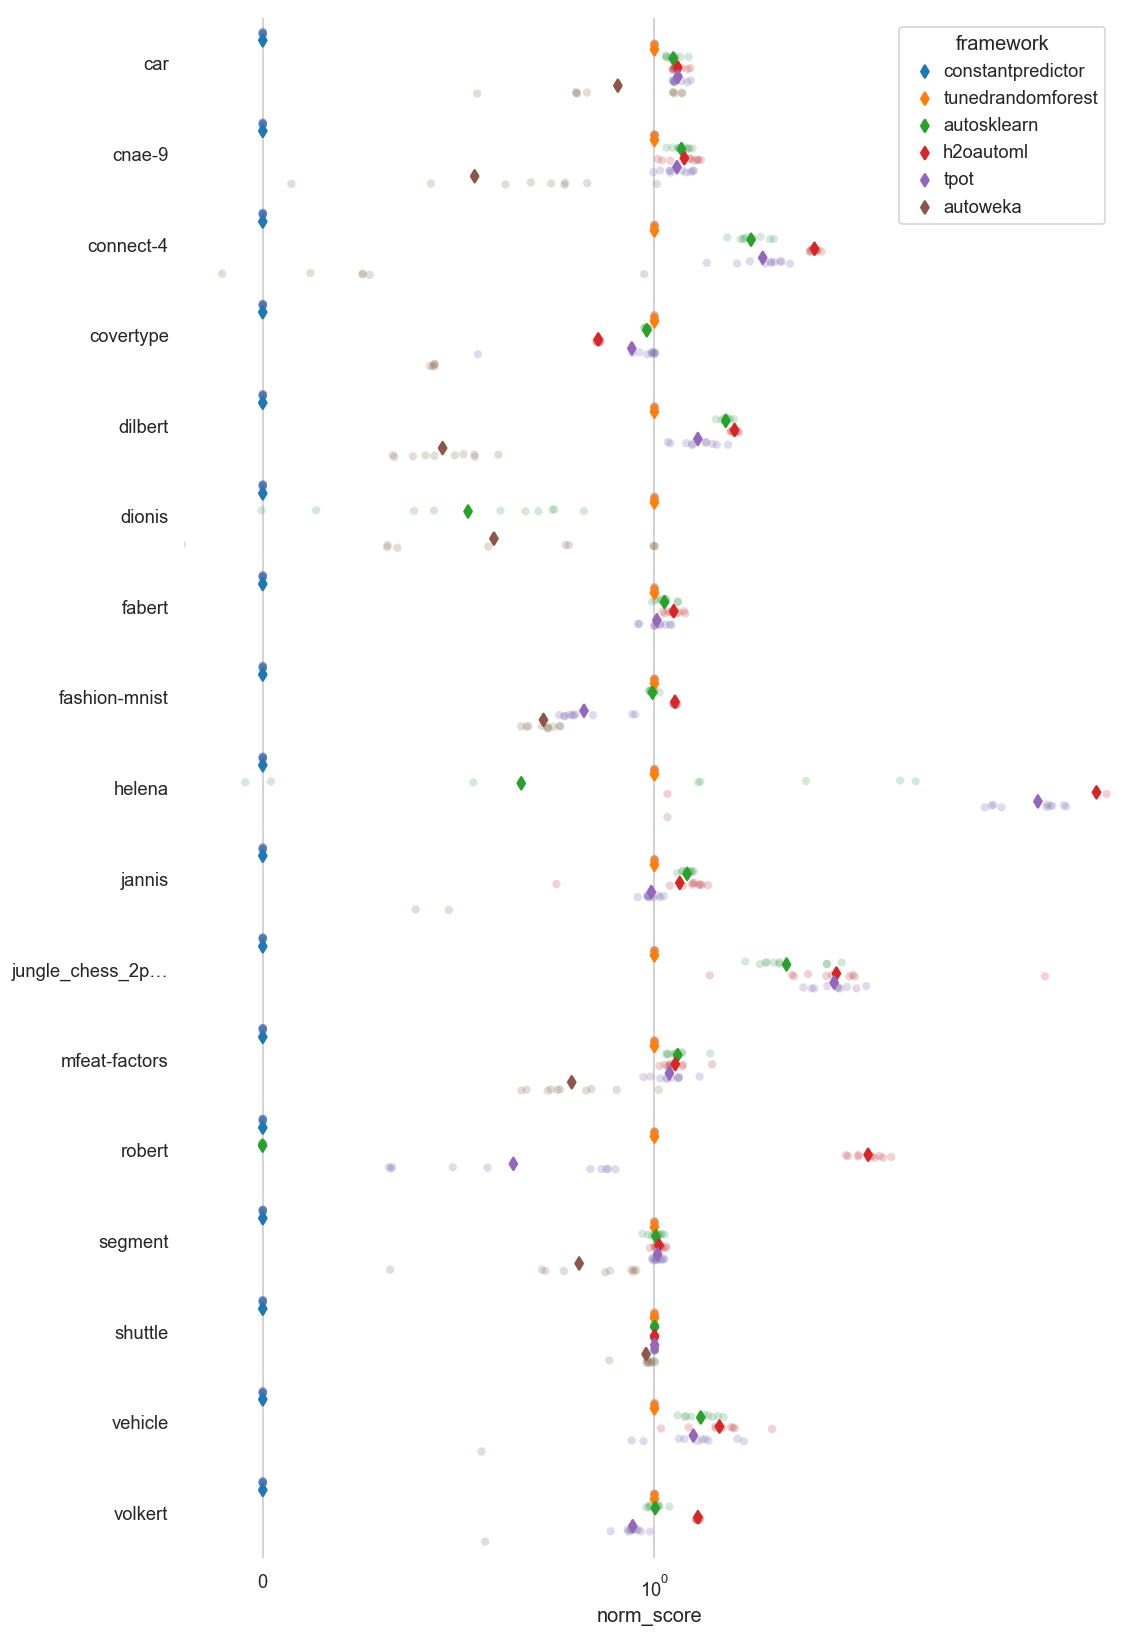 framework
constantpredictor
tunedrandomforest
autosklearn
h2oautoml
tpot
autoweka
car
cnae-9
connect-4
covertype
dilbert
dionis
fabert
fashion-mnist
helena
jannis
jungle_chess_2p…
mfeat-factors
robert
segment
shuttle
vehicle
volkert
0 10⁰
norm_score